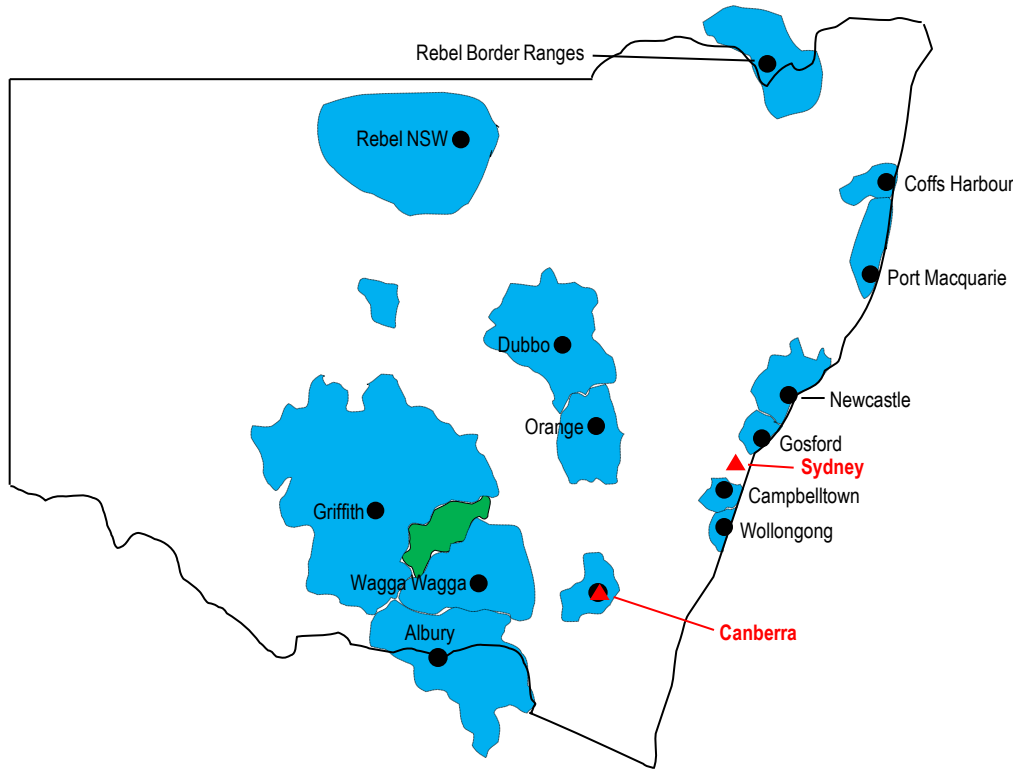 Rebel Border Ranges
Rebel NSW
Coffs Harbour
Port Macquarie
Dubbo
Newcastle
Orange
Gosford
Sydney
Campbelltown
Griffith
Wollongong
Wagga Wagga
Canberra
Albury